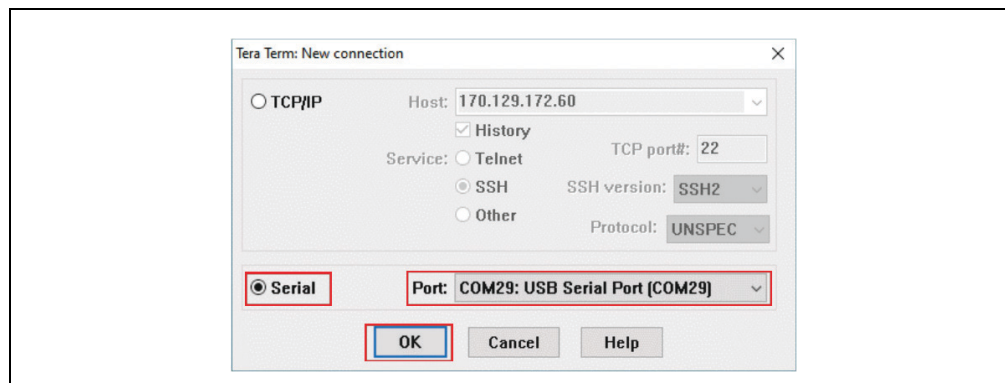 Tera Term: New connection
TCP/IP Host: 170.129.172.60
History
Service: Telnet TCP port#: 22
SSH SSH version: SSH2
Other Protocol: UNSPEC
Serial Port: COM29: USB Serial Port (COM29)
OK Cancel Help